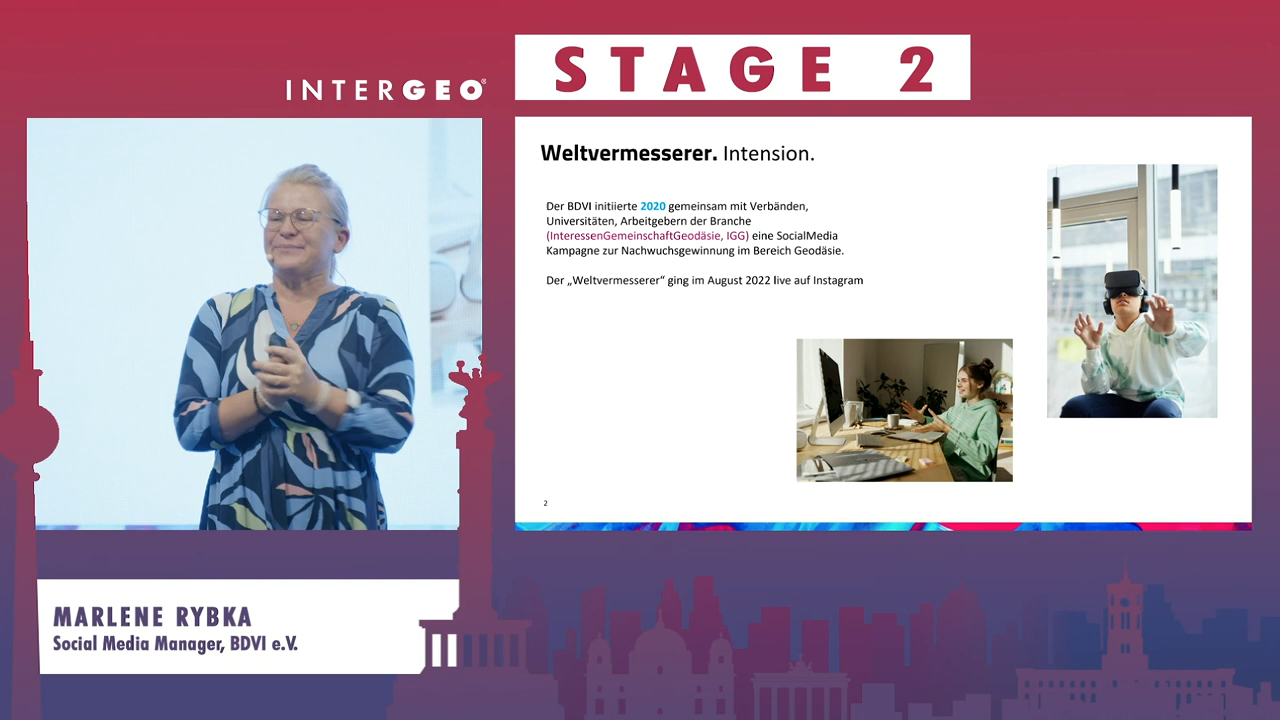 INTERGEO®
STAGE 2
Weltvermesserer. Intension.
Der BDVI initiierte 2020 gemeinsam mit Verbänden,
Universitäten, Arbeitgebern der Branche
(InteressenGemeinschaftGeodäsie, IGG) eine SocialMedia
Kampagne zur Nachwuchsgewinnung im Bereich Geodäsie.
Der „Weltvermesserer“ ging im August 2022 live auf Instagram
2
MARLENE RYBKA
Social Media Manager, BDVI e.V.